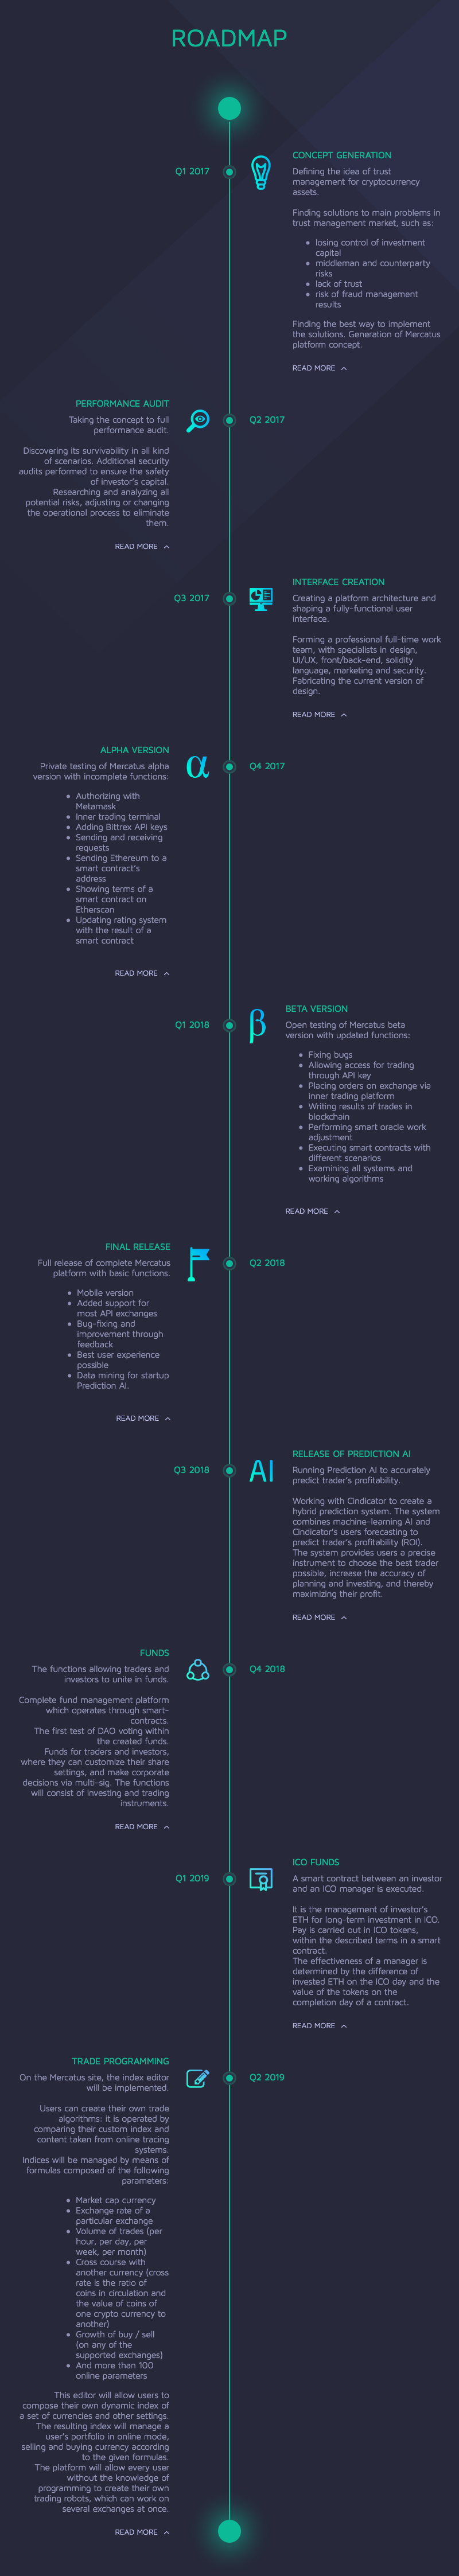 ROADMAP
Q1 2017
CONCEPT GENERATION
Defining the idea of trust
management for cryptocurrency
assets.
Finding solutions to main problems in
trust management market, such as:
losing control of investment
capital
middleman and counterparty
risks
lack of trust
risk of fraud management
results
Finding the best way to implement
the solutions. Generation of Mercatus
platform concept.
READ MORE
PERFORMANCE AUDIT
Q2 2017
Taking the concept to full
performance audit.
Discovering its survivability in all kind
of scenarios. Additional security
audits performed to ensure the safety
of investor's capital.
Researching and analyzing all
potential risks, adjusting or changing
the operational process to eliminate
them.
READ MORE
Q3 2017
INTERFACE CREATION
Creating a platform architecture and
shaping a fully-functional user
interface.
Forming a professional full-time work
team, with specialists in design,
UI/UX, front/back-end, solidity
language, marketing and security.
Fabricating the current version of
design.
READ MORE
ALPHA VERSION
α
Q4 2017
Private testing of Mercatus alpha
version with incomplete functions:
Authorizing with
Metamask
Inner trading terminal
Adding Bittrex API keys
Sending and receiving
requests
Sending Ethereum to a
smart contract's
address
Showing terms of a
smart contract on
Etherscan
Updating rating system
with the result of a
smart contract
READ MORE
Q1 2018
β
BETA VERSION
Open testing of Mercatus beta
version with updated functions:
Fixing bugs
Allowing access for trading
through API key
Placing orders on exchange via
inner trading platform
Writing results of trades in
blockchain
Performing smart oracle work
adjustment
Executing smart contracts with
different scenarios
Examining all systems and
working algorithms
READ MORE
FINAL RELEASE
Q2 2018
Full release of complete Mercatus
platform with basic functions.
Mobile version
Added support for
most API exchanges
Bug-fixing and
improvement through
feedback
Best user experience
possible
Data mining for startup
Prediction AI.
READ MORE
Q3 2018
AI
RELEASE OF PREDICTION AI
Running Prediction AI to accurately
predict trader's profitability.
Working with Cindicator to create a
hybrid prediction system. The system
combines machine-learning AI and
Cindicator's users forecasting to
predict trader's profitability (ROI).
The system provides users a precise
instrument to choose the best trader
possible, increase the accuracy of
planning and investing, and thereby
maximizing their profit.
READ MORE
FUNDS
Q4 2018
The functions allowing traders and
investors to unite in funds.
Complete fund management platform
which operates through smart-
contracts.
The first test of DAO voting within
the created funds.
Funds for traders and investors,
where they can customize their share
settings, and make corporate
decisions via multi-sig. The functions
will consist of investing and trading
instruments.
READ MORE
Q1 2019
ICO FUNDS
A smart contract between an investor
and an ICO manager is executed.
It is the management of investor's
ETH for long-term investment in ICO.
Pay is carried out in ICO tokens,
within the described terms in a smart
contract.
The effectiveness of a manager is
determined by the difference of
invested ETH on the ICO day and the
value of the tokens on the
completion day of a contract.
READ MORE
TRADE PROGRAMMING
Q2 2019
On the Mercatus site, the index editor
will be implemented.
Users can create their own trade
algorithms: it is operated by
comparing their custom index and
content taken from online tracing
systems.
Indices will be managed by means of
formulas composed of the following
parameters:
Market cap currency
Exchange rate of a
particular exchange
Volume of trades (per
hour, per day, per
week, per month)
Cross course with
another currency (cross
rate is the ratio of
coins in circulation and
the value of coins of
one crypto currency to
another)
Growth of buy / sell
(on any of the
supported exchanges)
And more than 100
online parameters
This editor will allow users to
compose their own dynamic index of
a set of currencies and other settings.
The resulting index will manage a
user's portfolio in online mode,
selling and buying currency according
to the given formulas.
The platform will allow every user
without the knowledge of
programming to create their own
trading robots, which can work on
several exchanges at once.
READ MORE